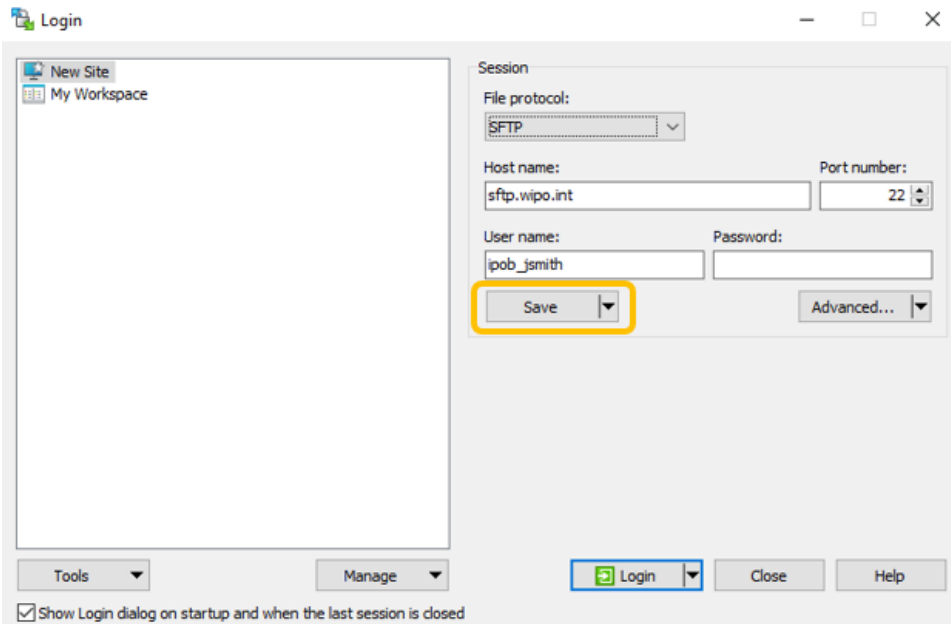 Login
New Site
My Workspace
Session
File protocol:
SFTP
Host name:
Port number:
sftp.wipo.int
22
User name:
Password:
ipob_jsmith
Save
Advanced...
Tools
Manage
Login
Close
Help
Show Login dialog on startup and when the last session is closed